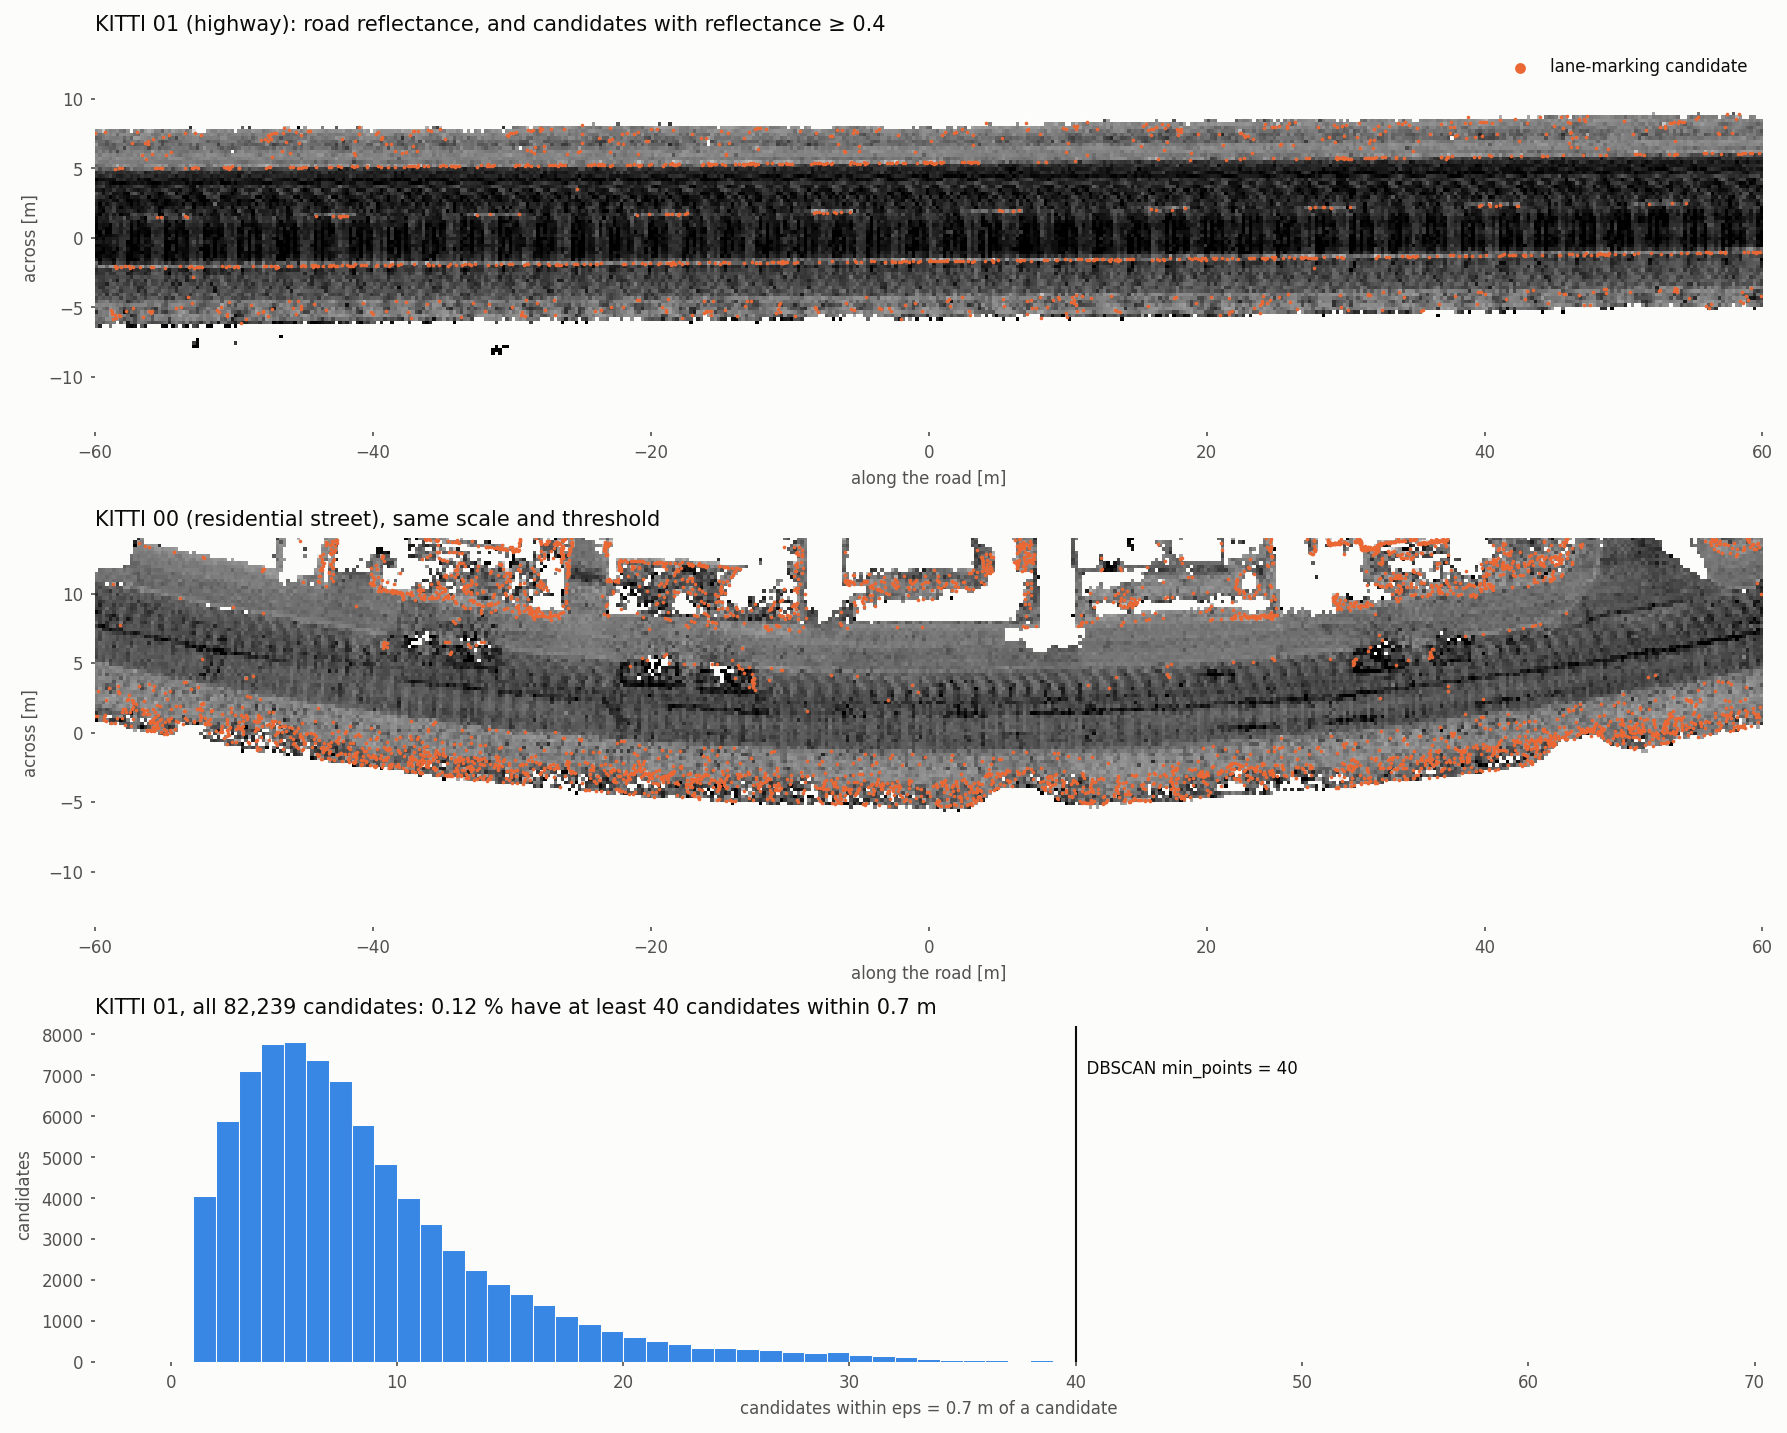 KITTI 01 (highway): road reflectance, and candidates with reflectance ≥ 0.4
lane-marking candidate
10
5
0
−5
−10
across [m]
−60 −40 −20 0 20 40 60
along the road [m]
KITTI 00 (residential street), same scale and threshold
10
5
0
−5
−10
across [m]
−60 −40 −20 0 20 40 60
along the road [m]
KITTI 01, all 82,239 candidates: 0.12 % have at least 40 candidates within 0.7 m
8000
7000
6000
5000
4000
3000
2000
1000
0
candidates
DBSCAN min_points = 40
0 10 20 30 40 50 60 70
candidates within eps = 0.7 m of a candidate